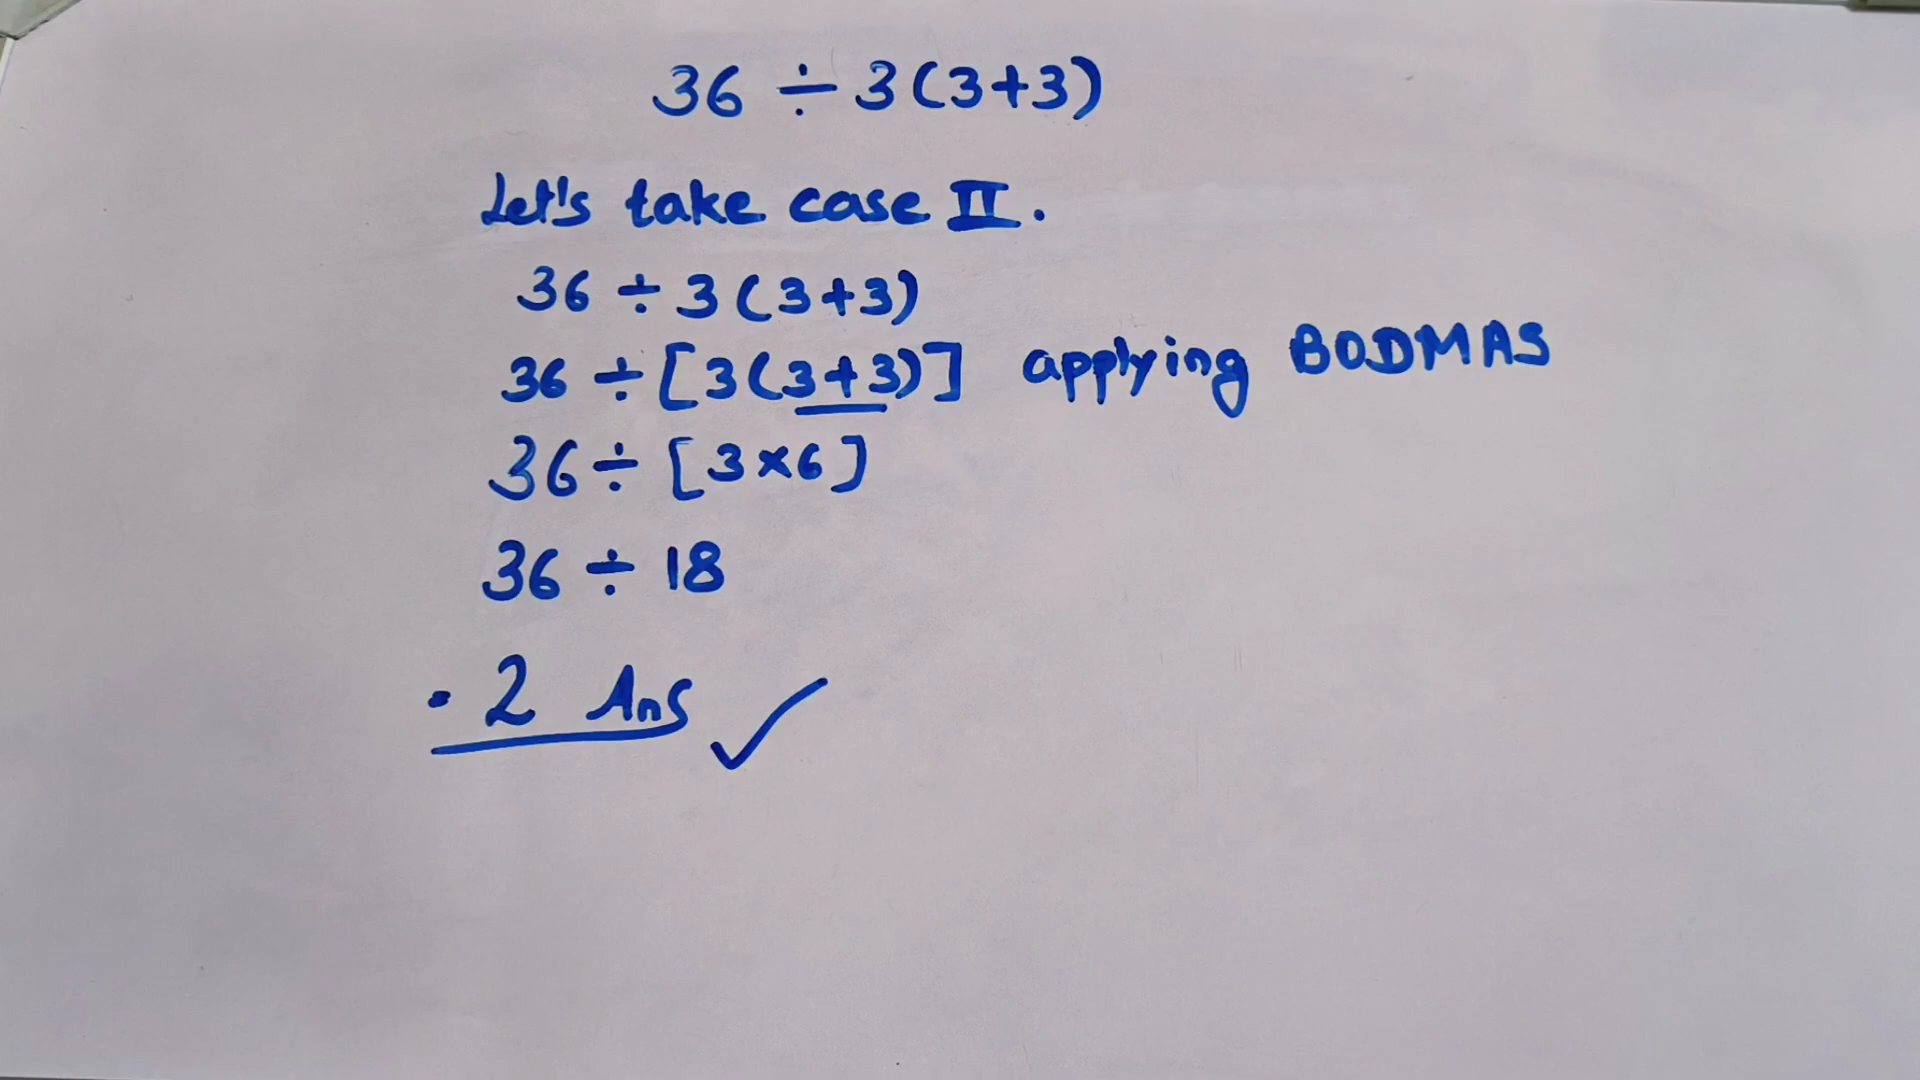 36 ÷ 3(3+3)
Let's take case II.
36 ÷ 3(3+3)
36 ÷ [3(3+3)] applying BODMAS
36 ÷ [3×6]
36 ÷ 18
· 2 Ans ✓